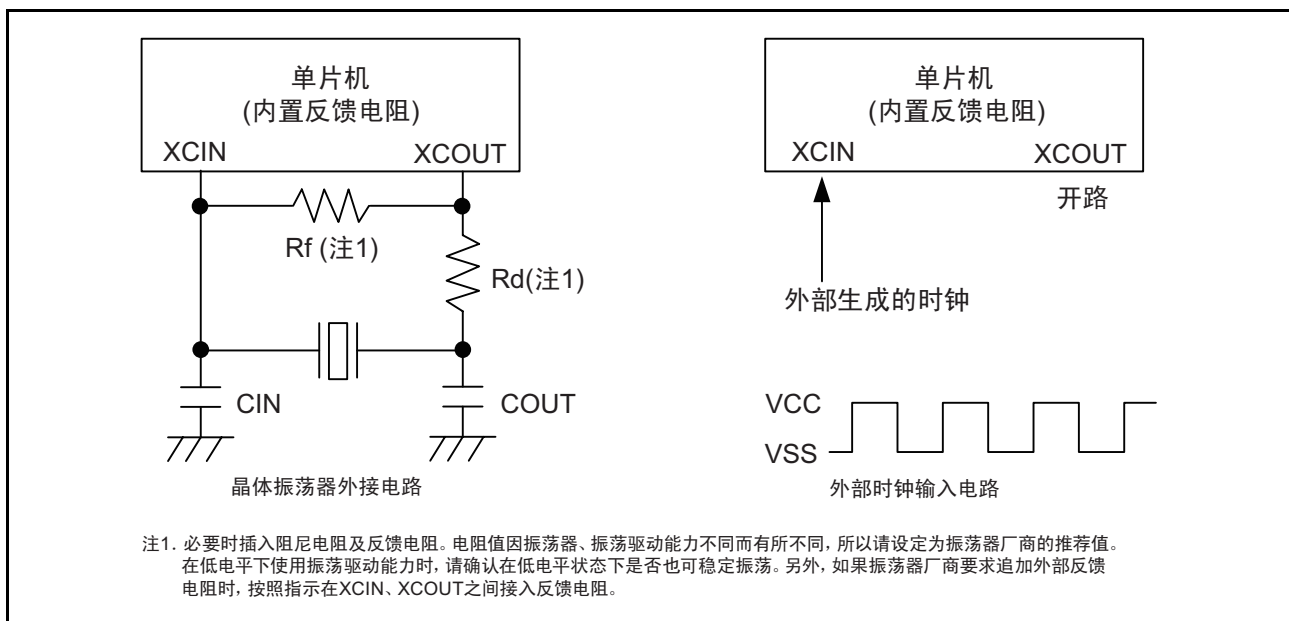 单片机
(内置反馈电阻)
XCIN
XCOUT
Rf (注1)
Rd(注1)
CIN
COUT
晶体振荡器外接电路
单片机
(内置反馈电阻)
XCIN
XCOUT
开路
外部生成的时钟
VCC
VSS
外部时钟输入电路
注1. 必要时插入阻尼电阻及反馈电阻。电阻值因振荡器、振荡驱动能力不同而有所不同，所以请设定为振荡器厂商的推荐值。
在低电平下使用振荡驱动能力时，请确认在低电平状态下是否也可稳定振荡。另外，如果振荡器厂商要求追加外部反馈
电阻时，按照指示在XCIN、XCOUT之间接入反馈电阻。